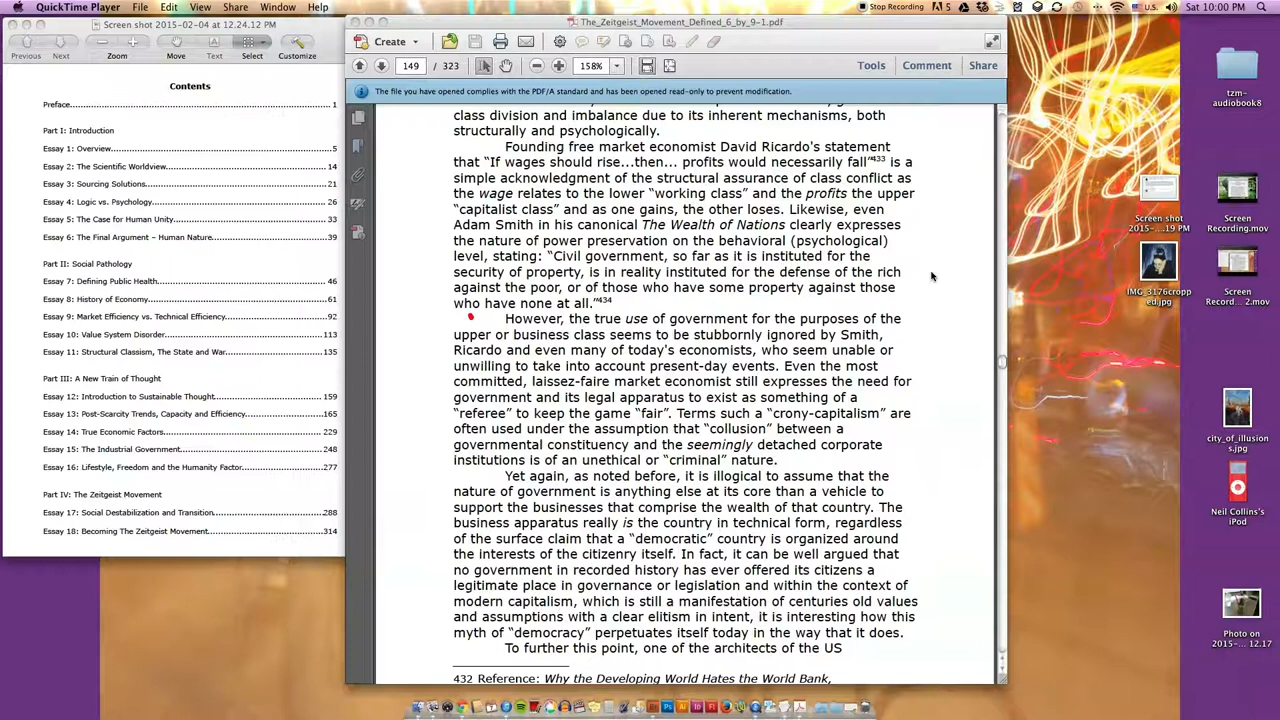 QuickTime Player File Edit View Share Window Help
Stop Recording
5
U.S.
Sat 10:00 PM
Screen shot 2015-02-04 at 12.24.12 PM
Previous Next Zoom Move Text Select Customize
Contents
Preface 1
Part I: Introduction
Essay 1: Overview 5
Essay 2: The Scientific Worldview 14
Essay 3: Sourcing Solutions 21
Essay 4: Logic vs. Psychology 26
Essay 5: The Case for Human Unity 33
Essay 6: The Final Argument – Human Nature 39
Part II: Social Pathology
Essay 7: Defining Public Health 46
Essay 8: History of Economy 61
Essay 9: Market Efficiency vs. Technical Efficiency 92
Essay 10: Value System Disorder 113
Essay 11: Structural Classism, The State and War 135
Part III: A New Train of Thought
Essay 12: Introduction to Sustainable Thought 159
Essay 13: Post-Scarcity Trends, Capacity and Efficiency 165
Essay 14: True Economic Factors 229
Essay 15: The Industrial Government 248
Essay 16: Lifestyle, Freedom and the Humanity Factor 277
Part IV: The Zeitgeist Movement
Essay 17: Social Destabilization and Transition 288
Essay 18: Becoming The Zeitgeist Movement 314
The_Zeitgeist_Movement_Defined_6_by_9-1.pdf
Create
149 / 323
158%
Tools Comment Share
The file you have opened complies with the PDF/A standard and has been opened read-only to prevent modification.
class division and imbalance due to its inherent mechanisms, both
structurally and psychologically.
Founding free market economist David Ricardo's statement
that “If wages should rise...then... profits would necessarily fall”433 is a
simple acknowledgment of the structural assurance of class conflict as
the wage relates to the lower “working class” and the profits the upper
“capitalist class” and as one gains, the other loses. Likewise, even
Adam Smith in his canonical The Wealth of Nations clearly expresses
the nature of power preservation on the behavioral (psychological)
level, stating: “Civil government, so far as it is instituted for the
security of property, is in reality instituted for the defense of the rich
against the poor, or of those who have some property against those
who have none at all.”434
However, the true use of government for the purposes of the
upper or business class seems to be stubbornly ignored by Smith,
Ricardo and even many of today's economists, who seem unable or
unwilling to take into account present-day events. Even the most
committed, laissez-faire market economist still expresses the need for
government and its legal apparatus to exist as something of a
“referee” to keep the game “fair”. Terms such a “crony-capitalism” are
often used under the assumption that “collusion” between a
governmental constituency and the seemingly detached corporate
institutions is of an unethical or “criminal” nature.
Yet again, as noted before, it is illogical to assume that the
nature of government is anything else at its core than a vehicle to
support the businesses that comprise the wealth of that country. The
business apparatus really is the country in technical form, regardless
of the surface claim that a “democratic” country is organized around
the interests of the citizenry itself. In fact, it can be well argued that
no government in recorded history has ever offered its citizens a
legitimate place in governance or legislation and within the context of
modern capitalism, which is still a manifestation of centuries old values
and assumptions with a clear elitism in intent, it is interesting how this
myth of “democracy” perpetuates itself today in the way that it does.
To further this point, one of the architects of the US
432 Reference: Why the Developing World Hates the World Bank,
tzm-
audiobook8
Screen shot
2015-...19 PM
Screen
Recording.mov
IMG_3176cropp
ed.jpg
Screen
Record... 2.mov
city_of_illusion
s.jpg
Neil Collins's
iPod
Photo on
2015-... 12.17